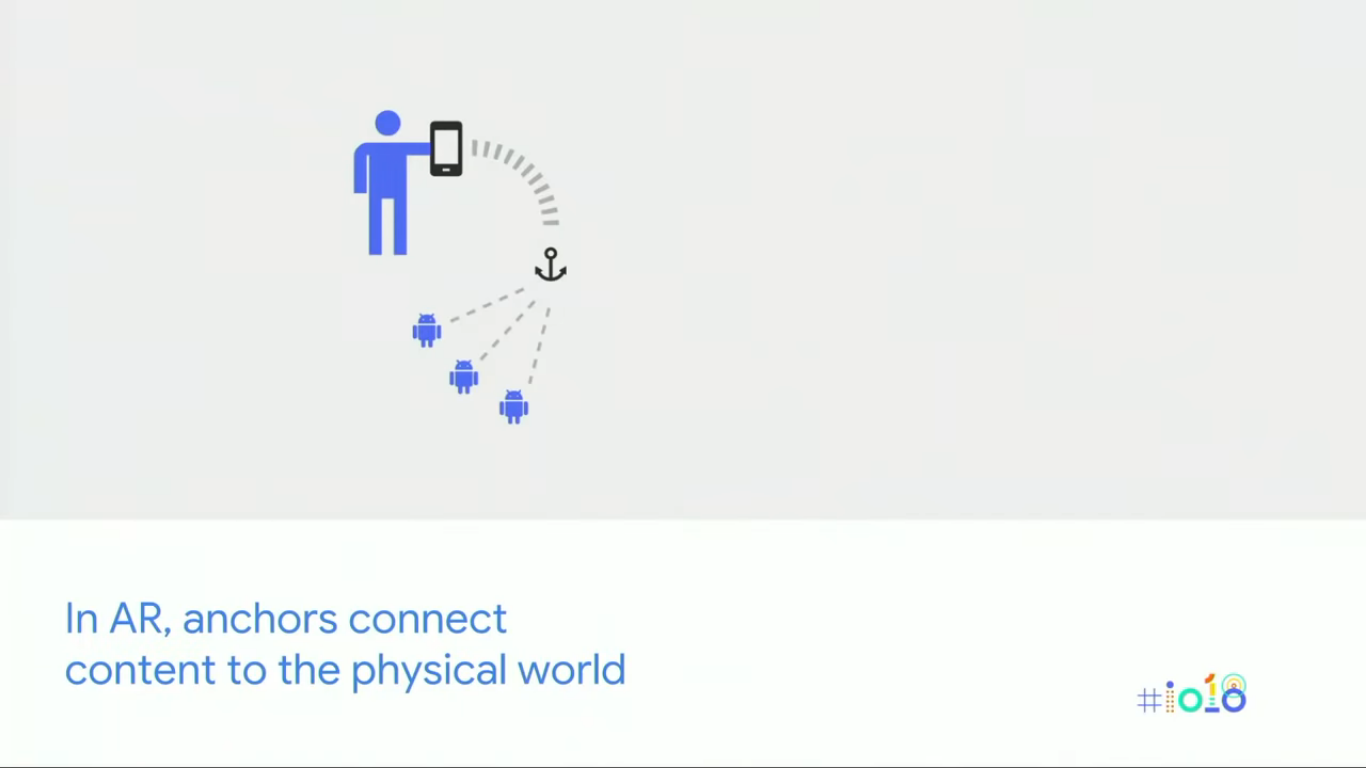 In AR, anchors connect
content to the physical world
#io18